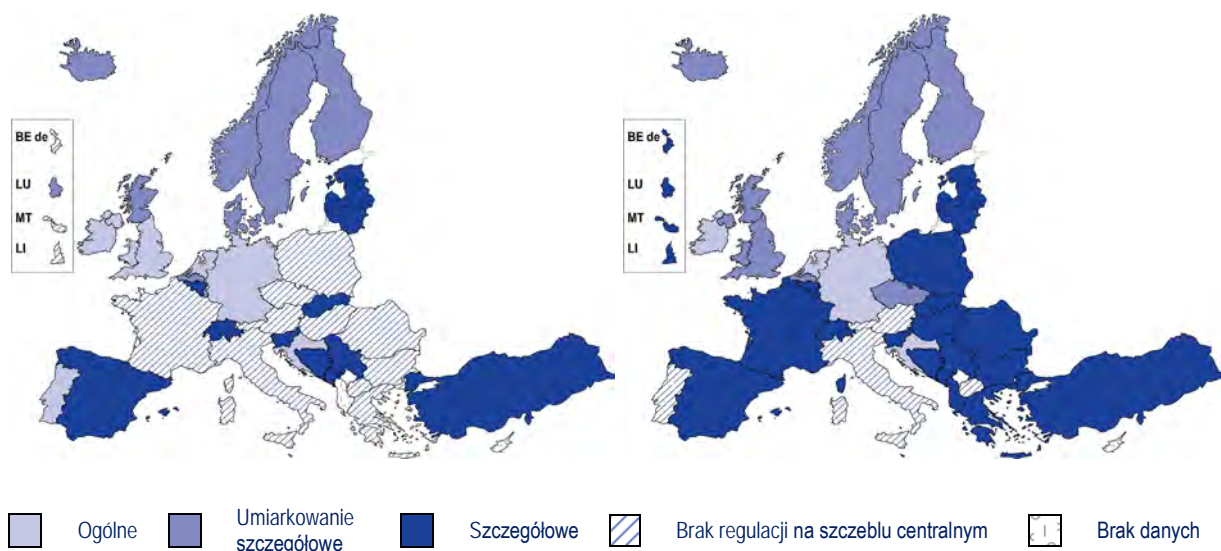 BE de
LU
MT
LI
BE de
LU
MT
LI
Ogólne
Umiarkowanie
szczegółowe
Szczegółowe
Brak regulacji na szczeblu centralnym
Brak danych